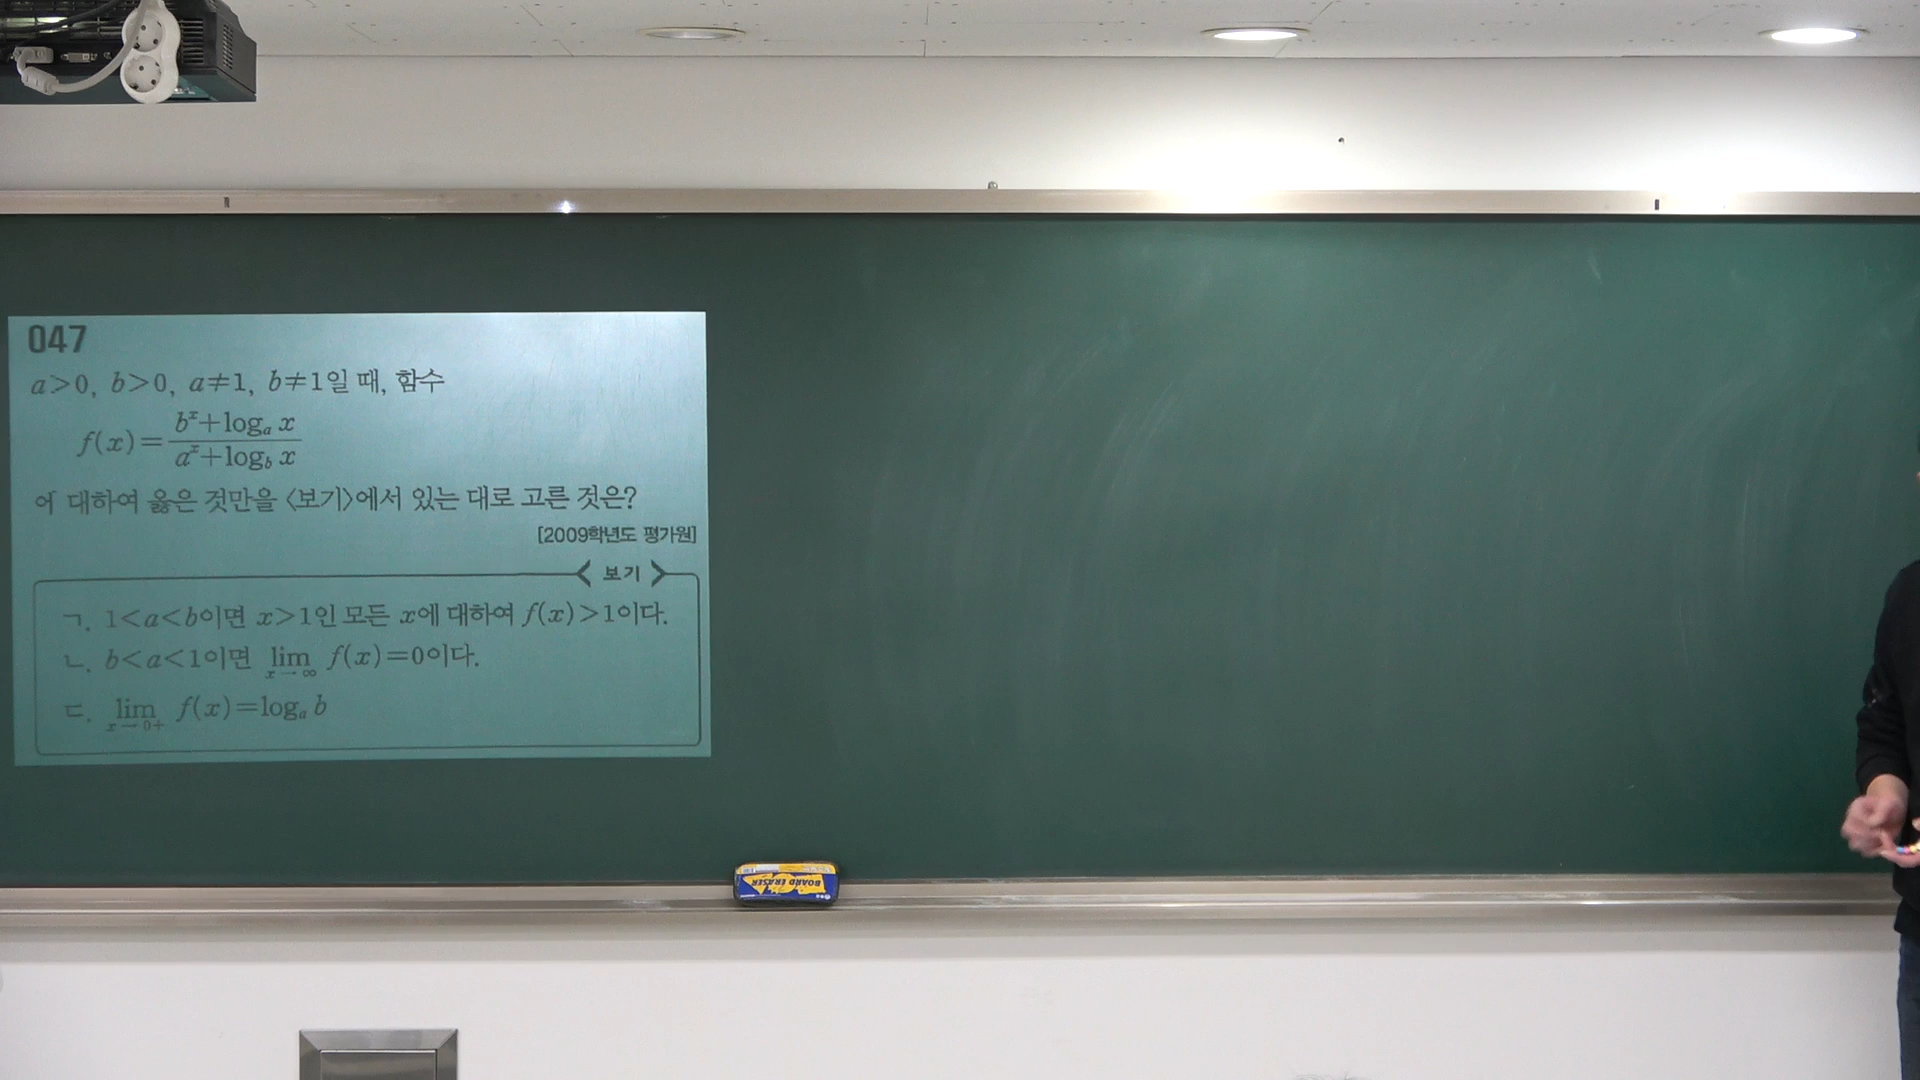 047
a>0, b>0, a≠1, b≠1일 때, 함수
f(x)=\frac{b^x+log_a x}{a^x+log_b x}
에 대하여 옳은 것만을 〈보기〉에서 있는 대로 고른 것은?
[2009학년도 평가원]
〈 보기 〉
ㄱ. 1<a<b이면 x>1인 모든 x에 대하여 f(x)>1이다.
ㄴ. b<a<1이면 \lim_{x→∞} f(x)=0이다.
ㄷ. \lim_{x→0+} f(x)=log_a b
BOARD ERASER